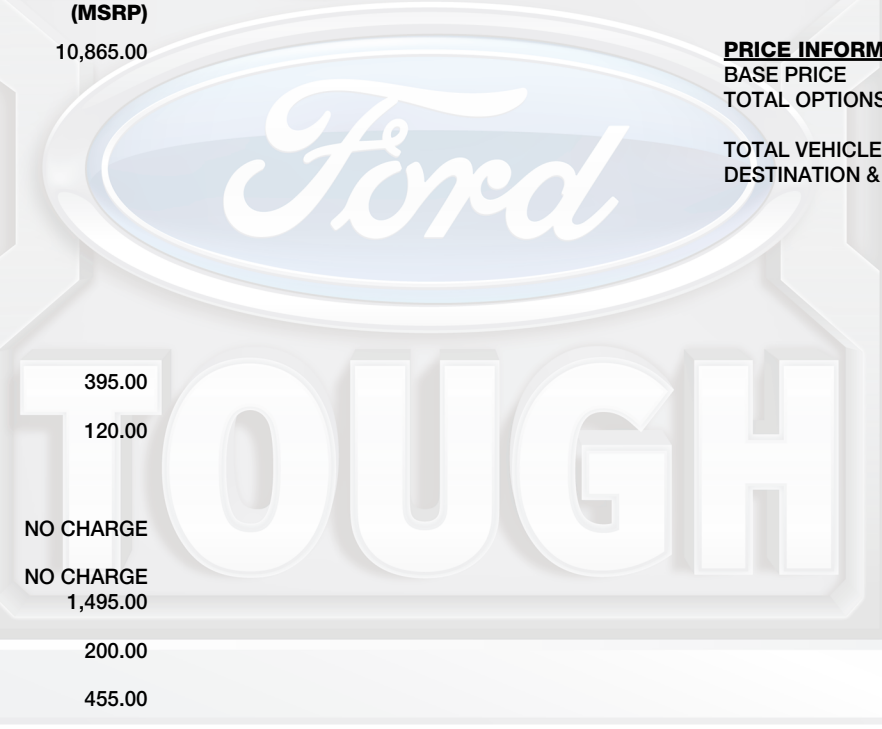 (MSRP)
10,865.00
395.00
120.00
NO CHARGE
NO CHARGE
1,495.00
200.00
455.00
PRICE INFORM
BASE PRICE
TOTAL OPTIONS
TOTAL VEHICLE
DESTINATION &
Ford
TOUGH